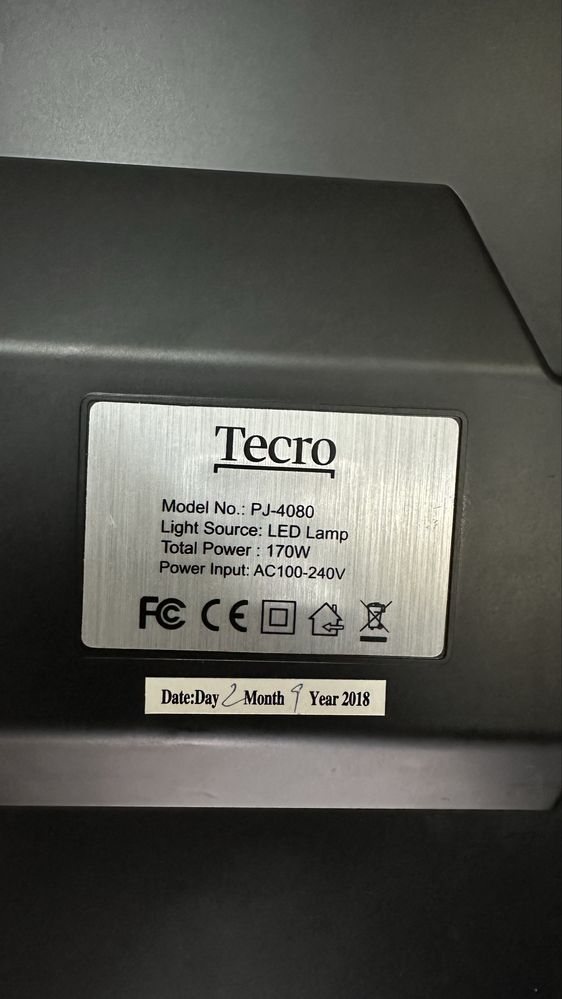 Tecro
Model No.: PJ-4080
Light Source: LED Lamp
Total Power : 170W
Power Input: AC100-240V
FC CE
Date:Day 2 Month 9 Year 2018